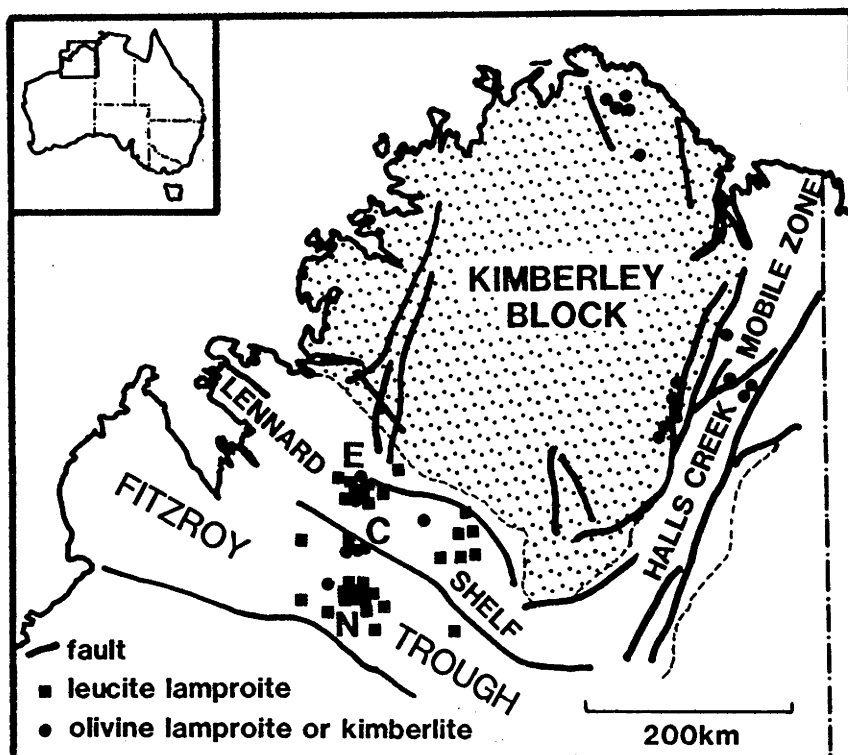 KIMBERLEY
BLOCK
HALLS CREEK MOBILE ZONE
LENNARD SHELF
FITZROY TROUGH
E
C
N
fault
leucite lamproite
olivine lamproite or kimberlite
200km